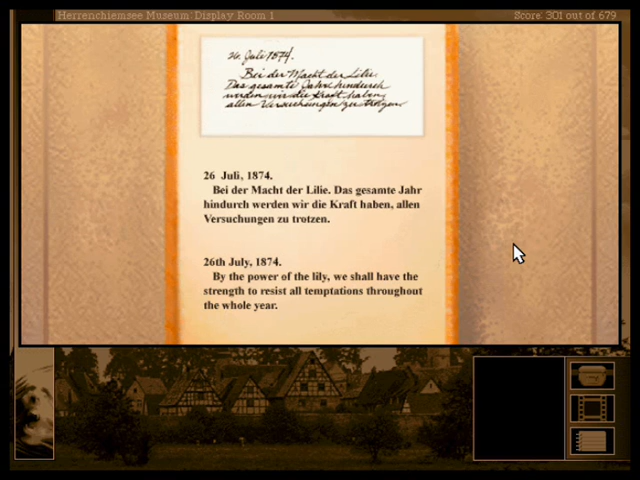 Herrenchiemsee Museum: Display Room 1
Score: 301 out of 679
26. Juli 1874.
Bei der Macht der Lilie.
Das gesamte Jahr hindurch
werden wir die Kraft haben,
allen Versuchungen zu trotzen.
26 Juli, 1874.
Bei der Macht der Lilie. Das gesamte Jahr
hindurch werden wir die Kraft haben, allen
Versuchungen zu trotzen.
26th July, 1874.
By the power of the lily, we shall have the
strength to resist all temptations throughout
the whole year.